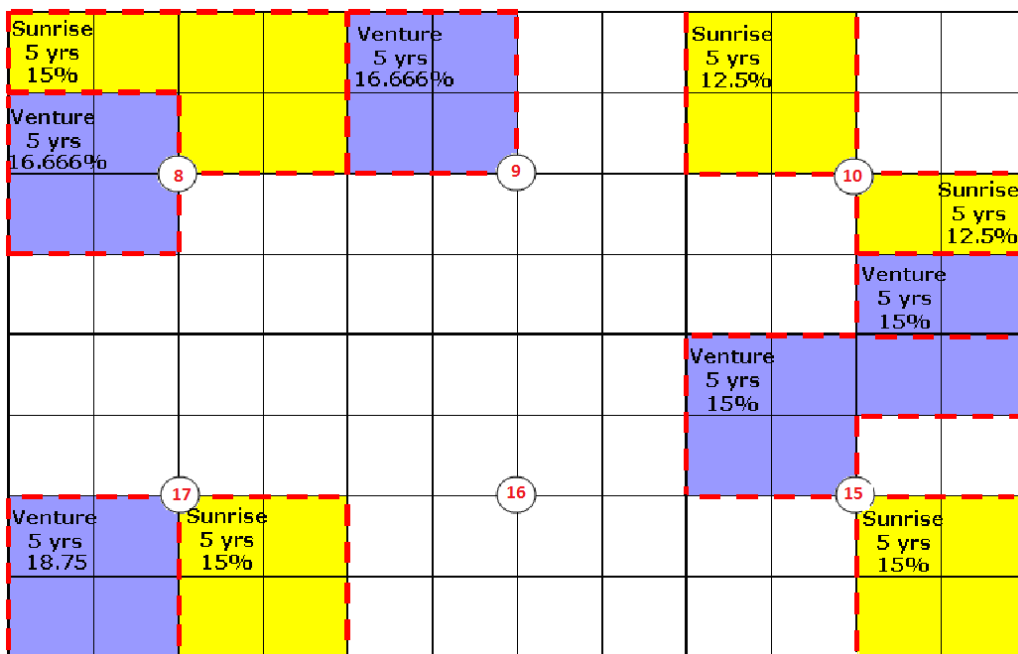 Sunrise
5 yrs
15%
Venture
5 yrs
16.666%
Sunrise
5 yrs
12.5%
Venture
5 yrs
16.666%
8
9
10
Sunrise
5 yrs
12.5%
Venture
5 yrs
15%
Venture
5 yrs
15%
17
16
15
Venture
5 yrs
18.75
Sunrise
5 yrs
15%
Sunrise
5 yrs
15%